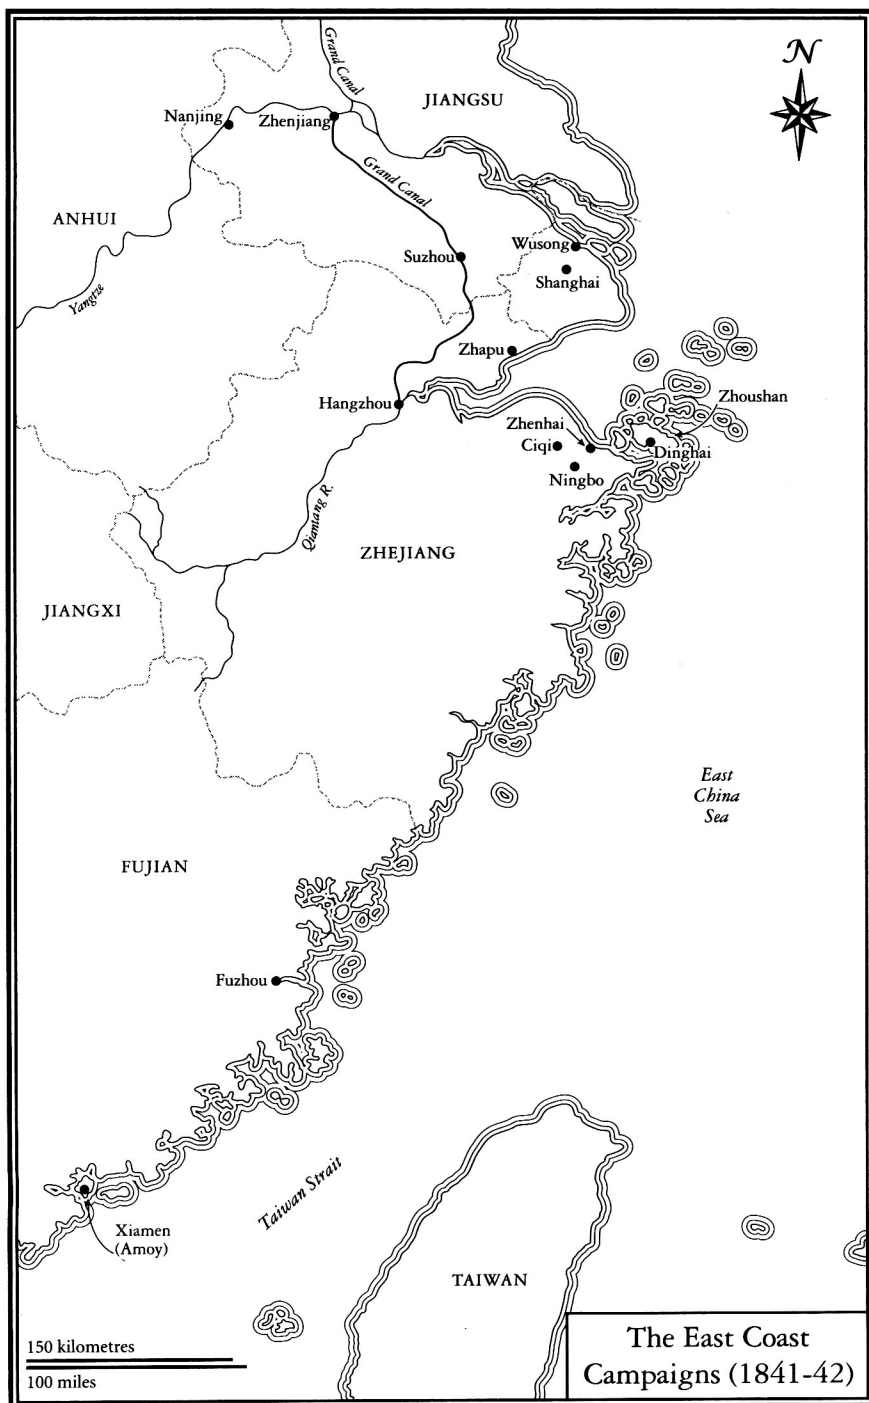 N
Grand Canal
JIANGSU
Nanjing
Zhenjiang
Grand Canal
ANHUI
Wusong
Suzhou
Shanghai
Yangtze
Zhapu
Zhoushan
Hangzhou
Zhenhai
Ciqi
Dinghai
Ningbo
Qiantang R.
ZHEJIANG
JIANGXI
East
China
Sea
FUJIAN
Fuzhou
Taiwan Strait
Xiamen
(Amoy)
TAIWAN
150 kilometres
100 miles
The East Coast
Campaigns (1841-42)